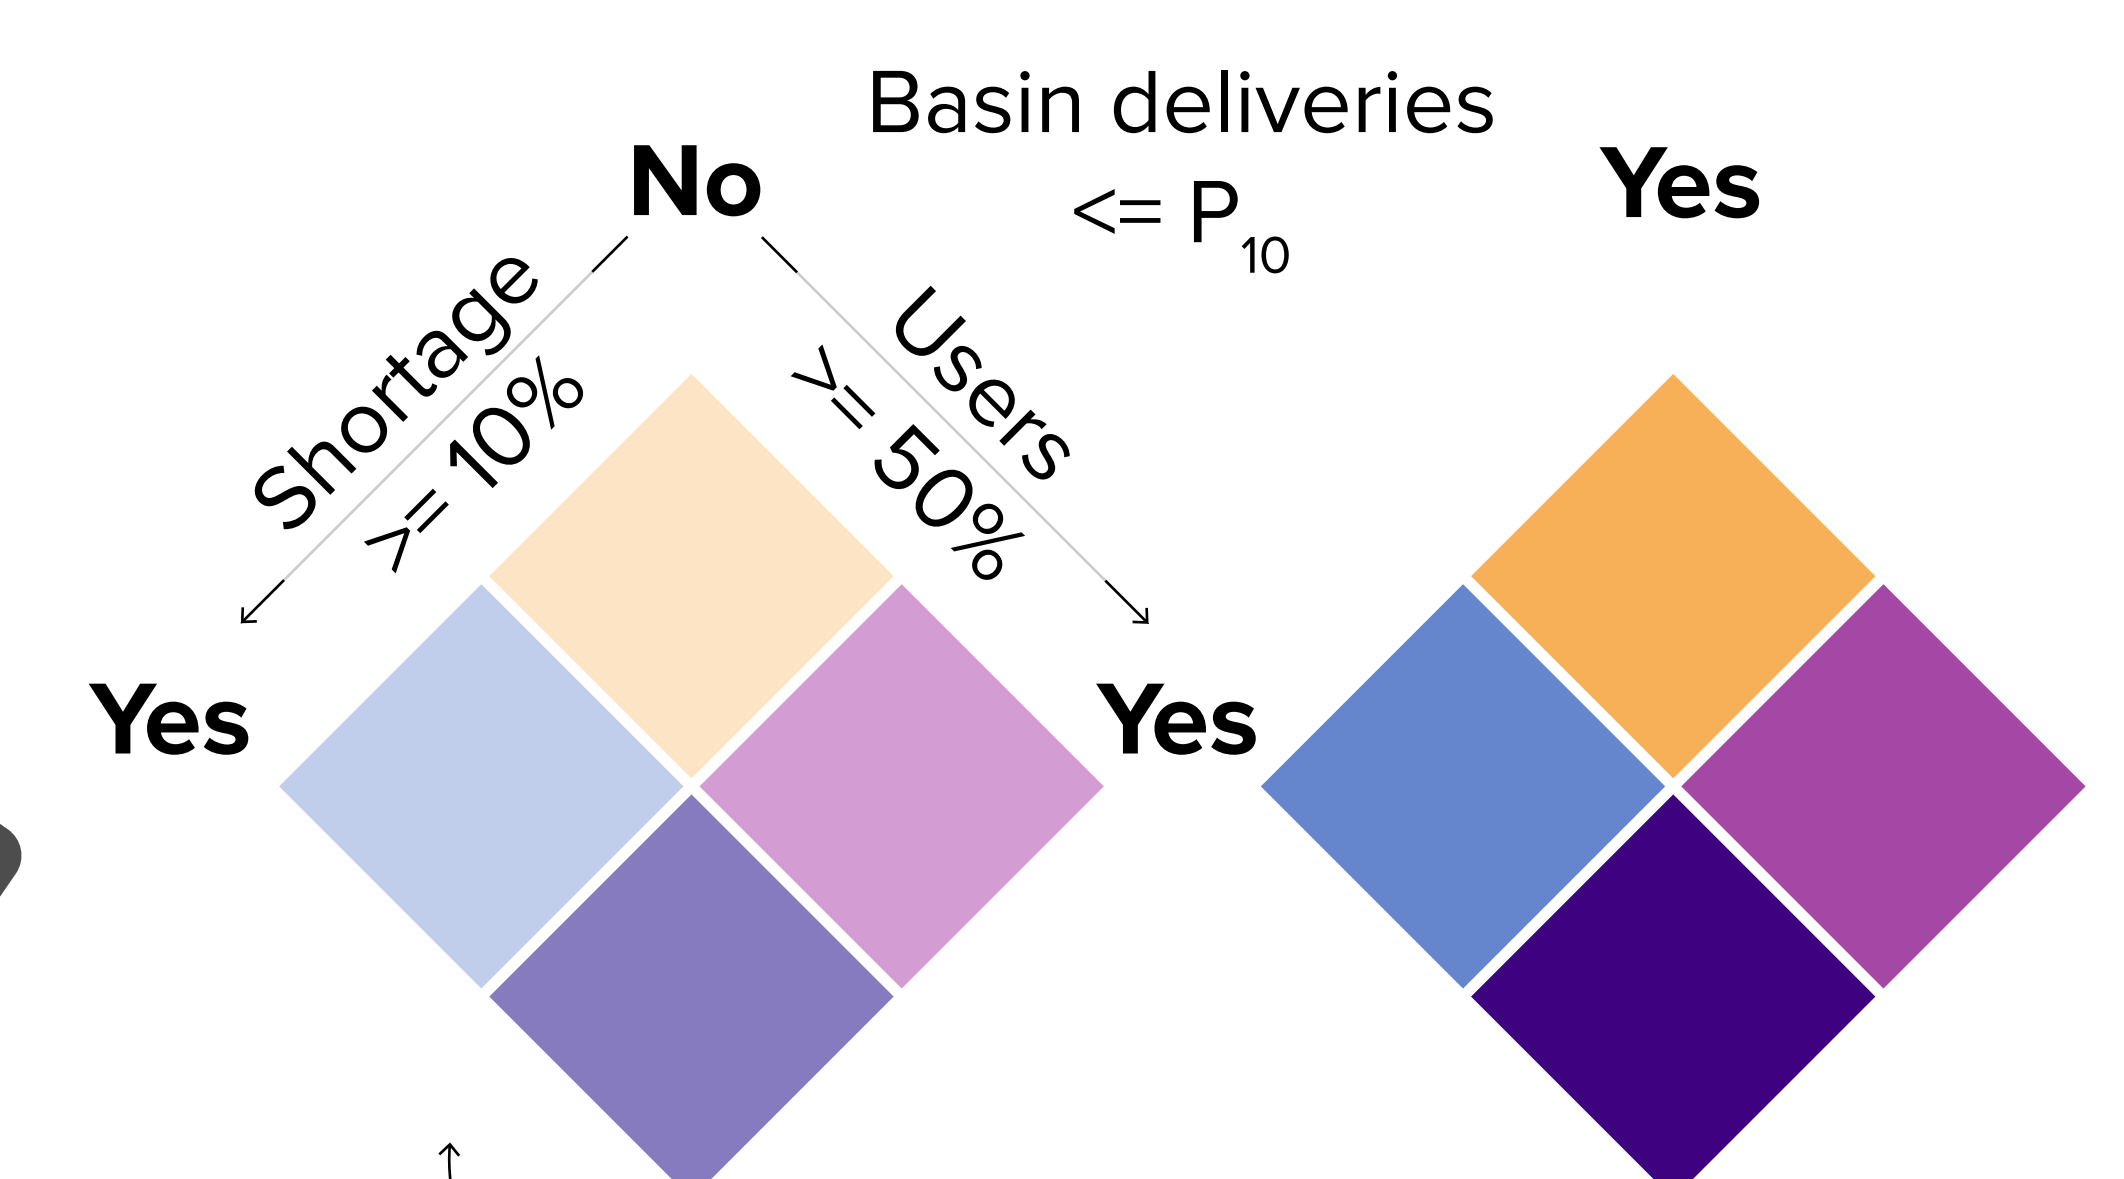 Basin deliveries
<= P10
No
Yes
Shortage
>= 10%
Users
>= 50%
Yes
Yes